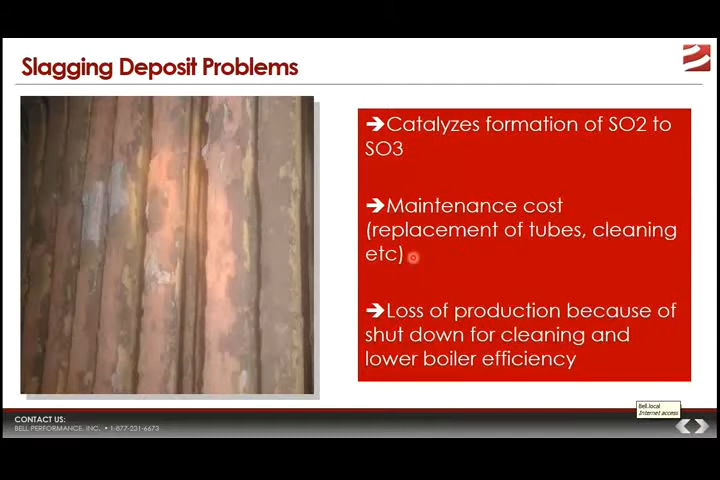 Slagging Deposit Problems
➔Catalyzes formation of SO2 to
SO3
➔Maintenance cost
(replacement of tubes, cleaning
etc)
➔Loss of production because of
shut down for cleaning and
lower boiler efficiency
Bell.local
Internet access
CONTACT US:
BELL PERFORMANCE, INC. • 1-877-231-6673